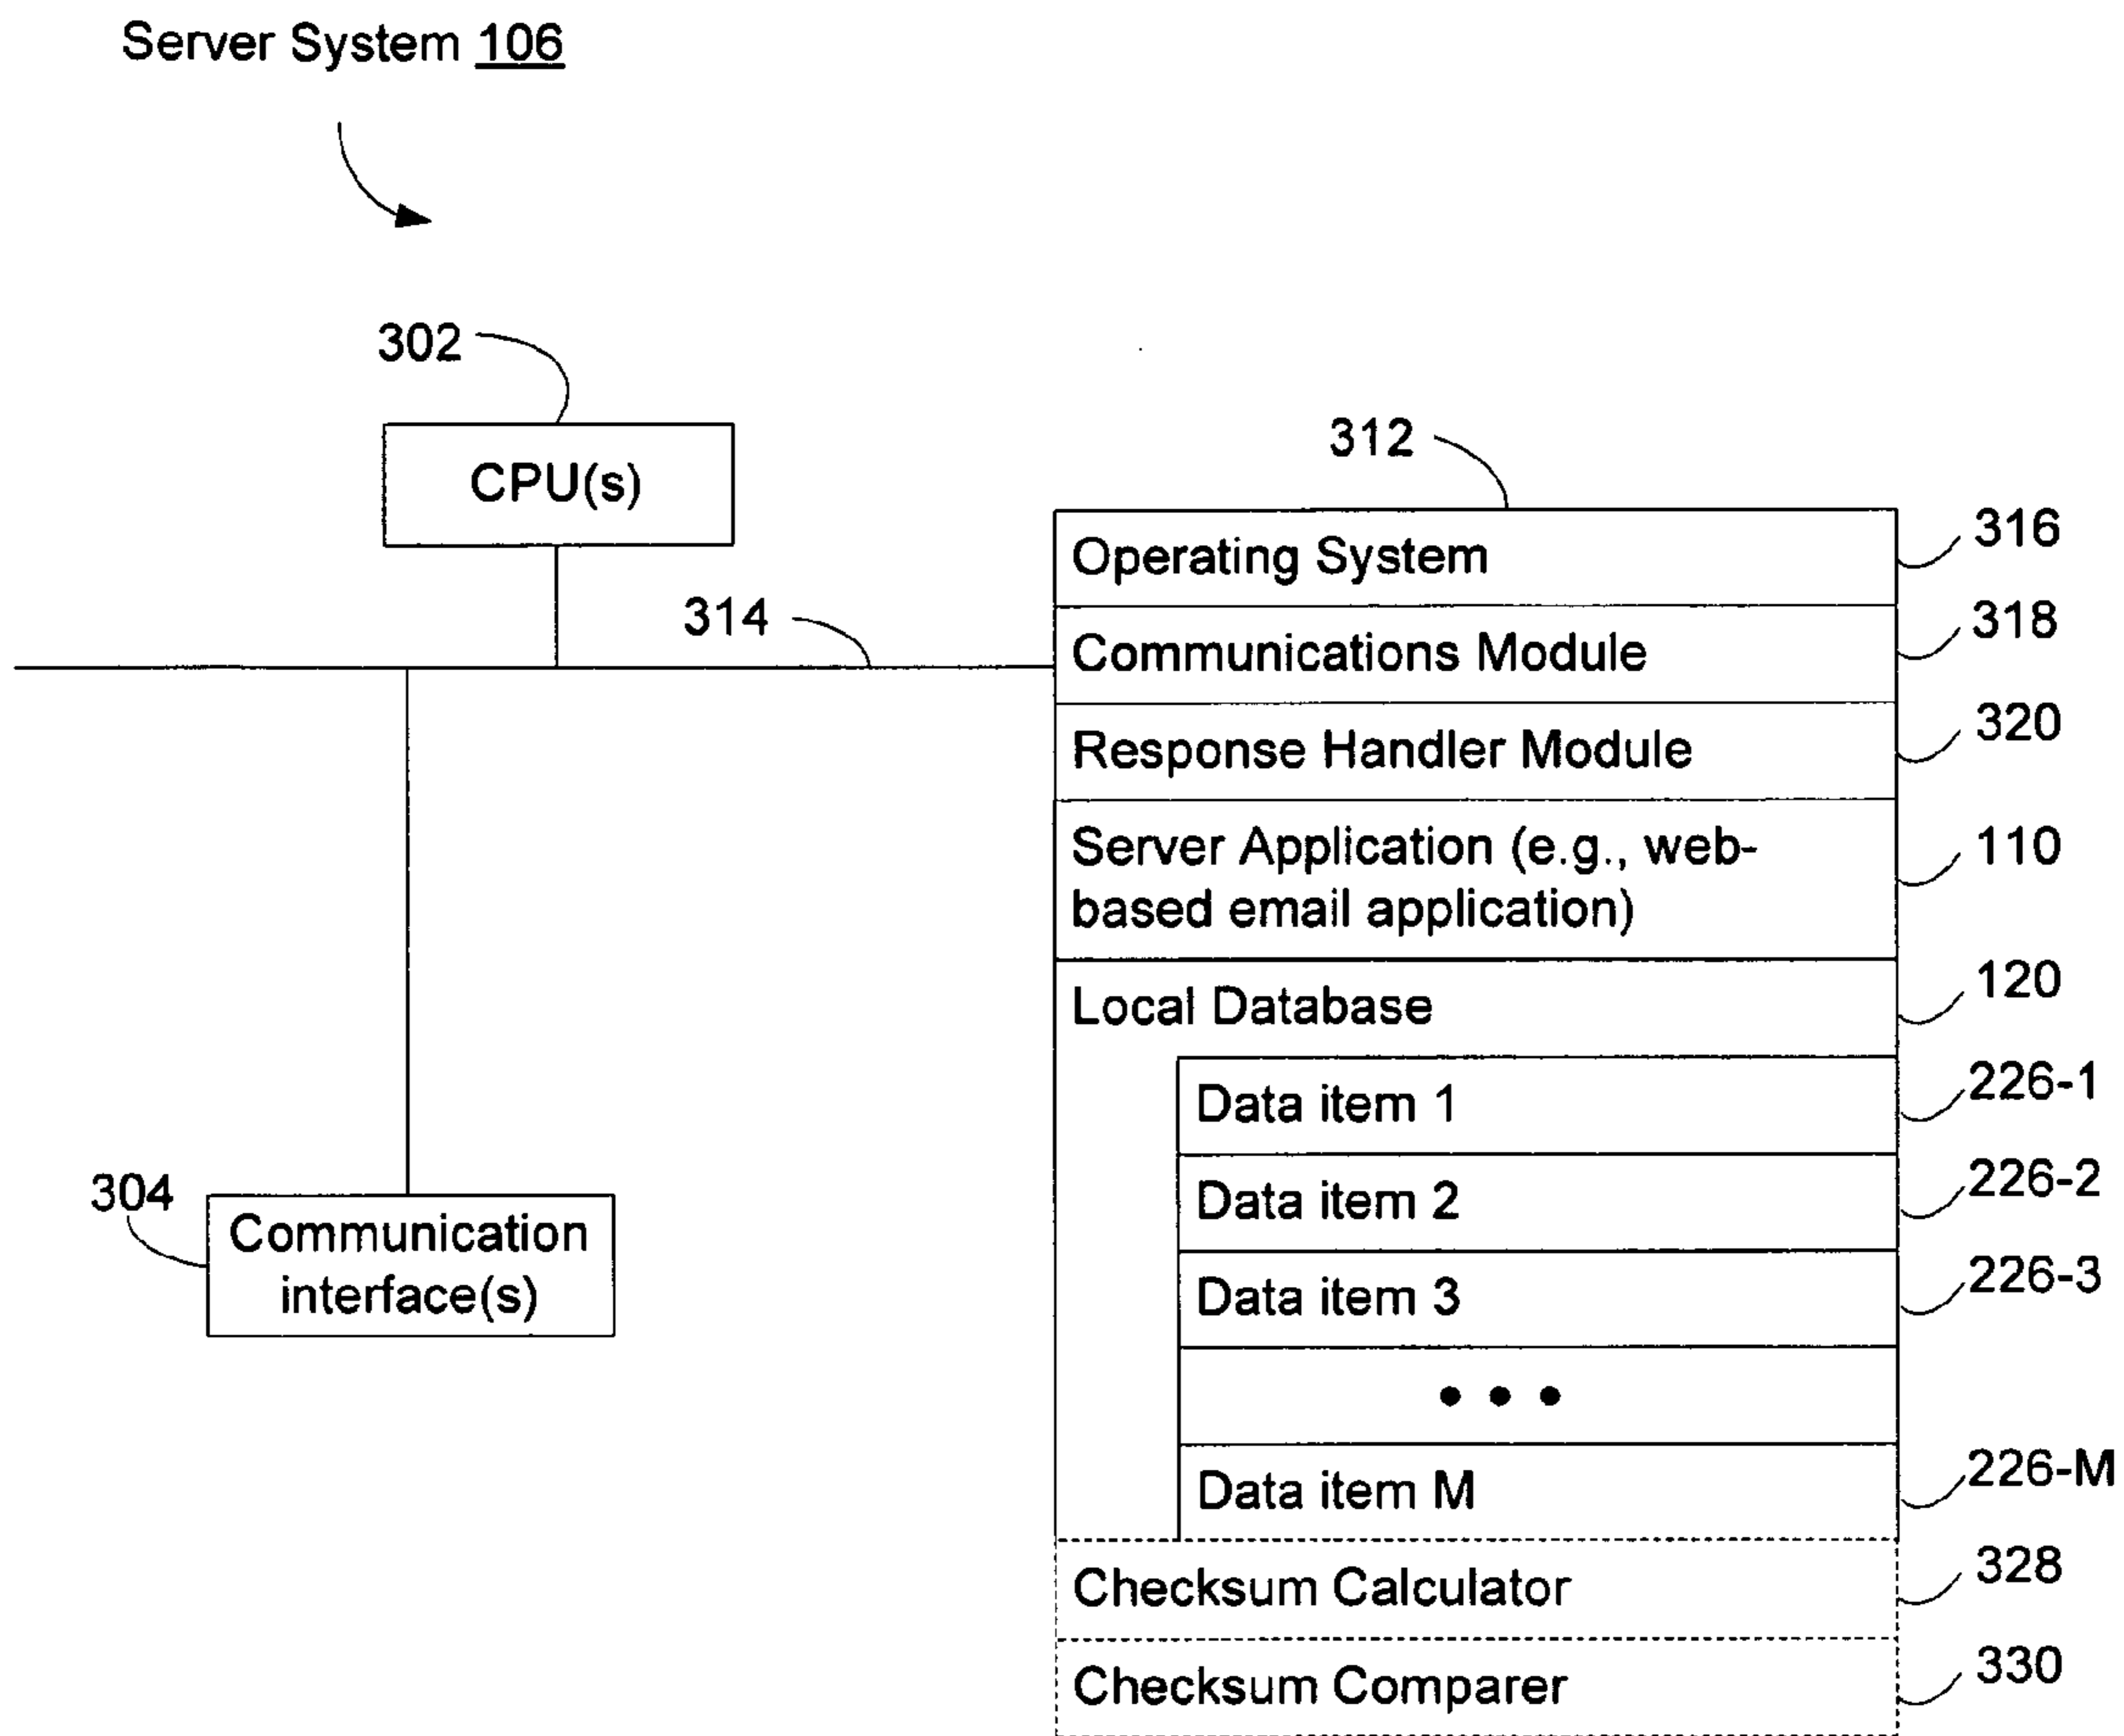 Server System 106
302
CPU(s)
314
304
Communication
interface(s)
312
Operating System
316
Communications Module
318
Response Handler Module
320
Server Application (e.g., web-
based email application)
110
Local Database
120
Data item 1
226-1
Data item 2
226-2
Data item 3
226-3
• • •
Data item M
226-M
Checksum Calculator
328
Checksum Comparer
330